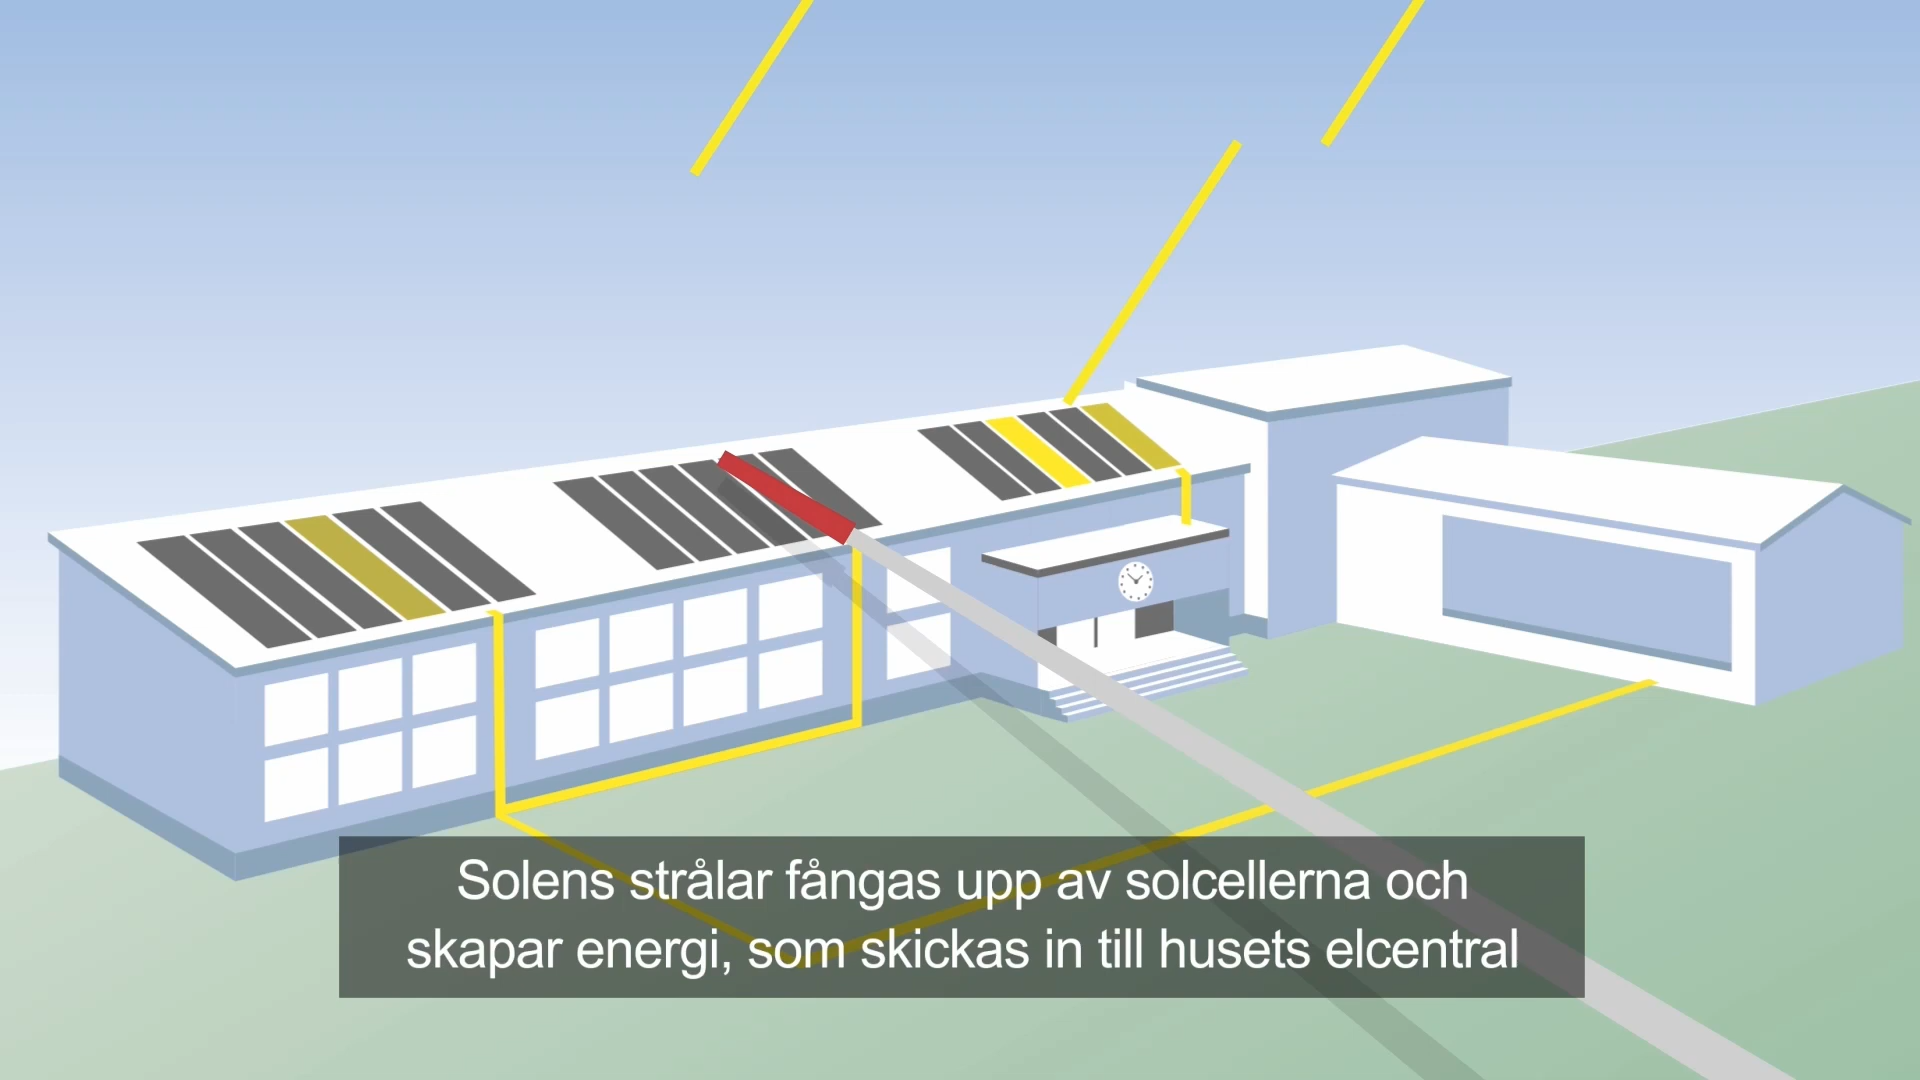 Solens strålar fångas upp av solcellerna och
skapar energi, som skickas in till husets elcentral